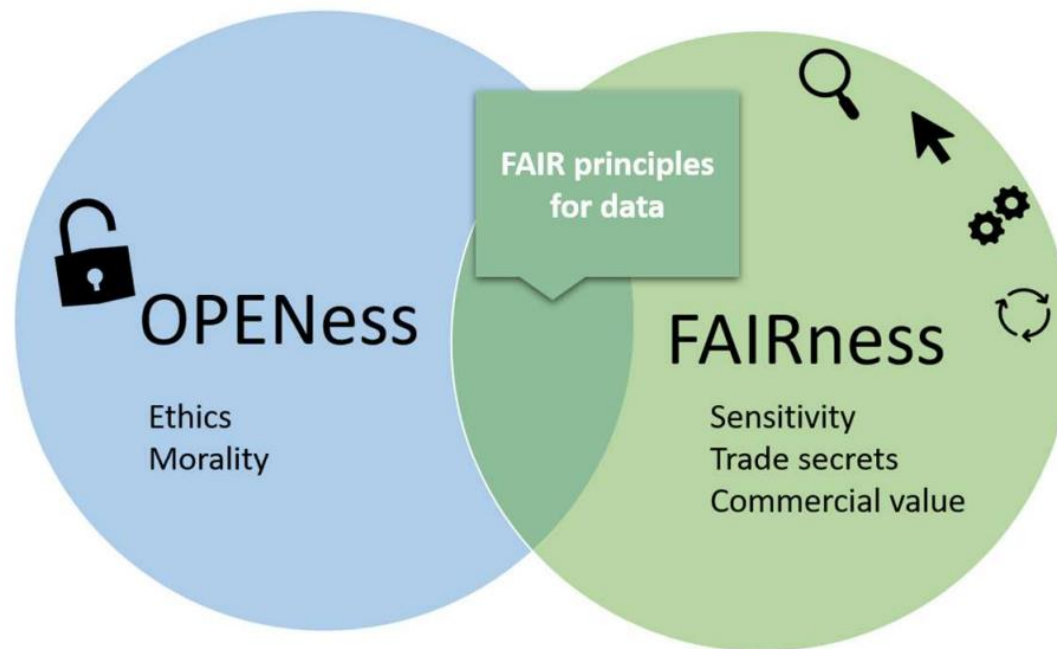 FAIR principles
for data
OPENess
Ethics
Morality
FAIRness
Sensitivity
Trade secrets
Commercial value